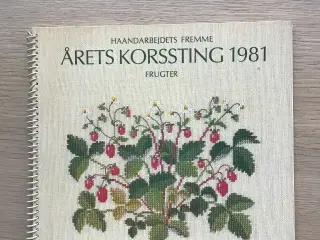 HAANDARBEJDETS FREMME
ÅRETS KORSSTING 1981
FRUGTER